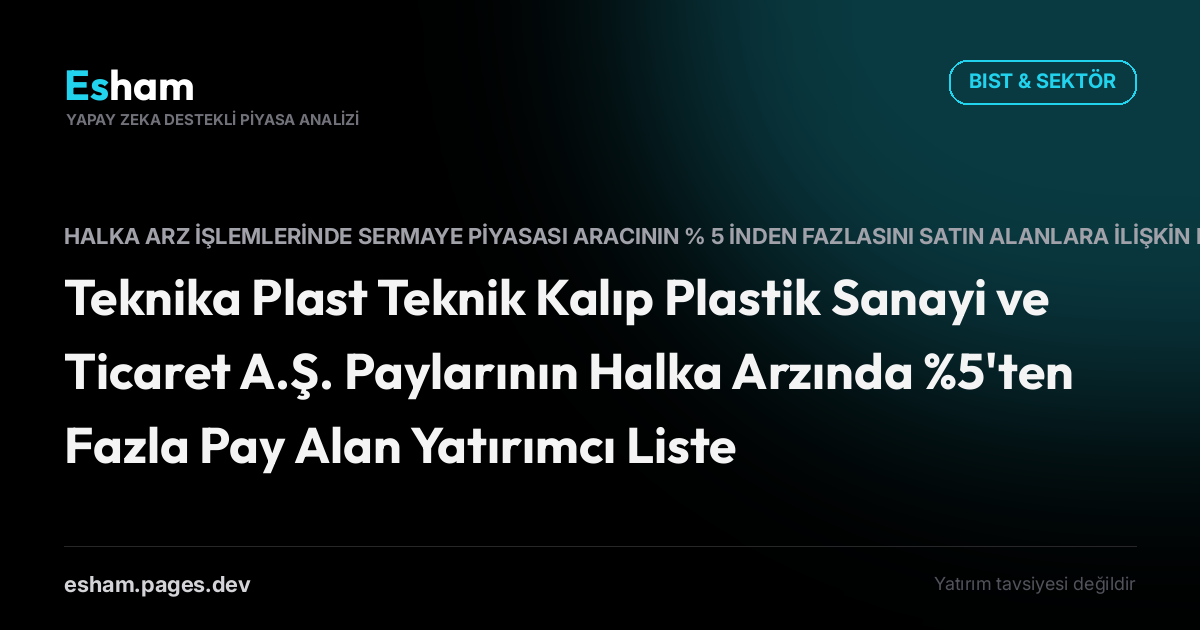 Esham
BIST & SEKTÖR
YAPAY ZEKA DESTEKLİ PİYASA ANALİZİ
HALKA ARZ İŞLEMLERİNDE SERMAYE PİYASASI ARACININ % 5 İNDEN FAZLASINI SATIN ALANLARA İLİŞKİN
Teknika Plast Teknik Kalıp Plastik Sanayi ve
Ticaret A.Ş. Paylarının Halka Arzında %5'ten
Fazla Pay Alan Yatırımcı Liste
esham.pages.dev
Yatırım tavsiyesi değildir